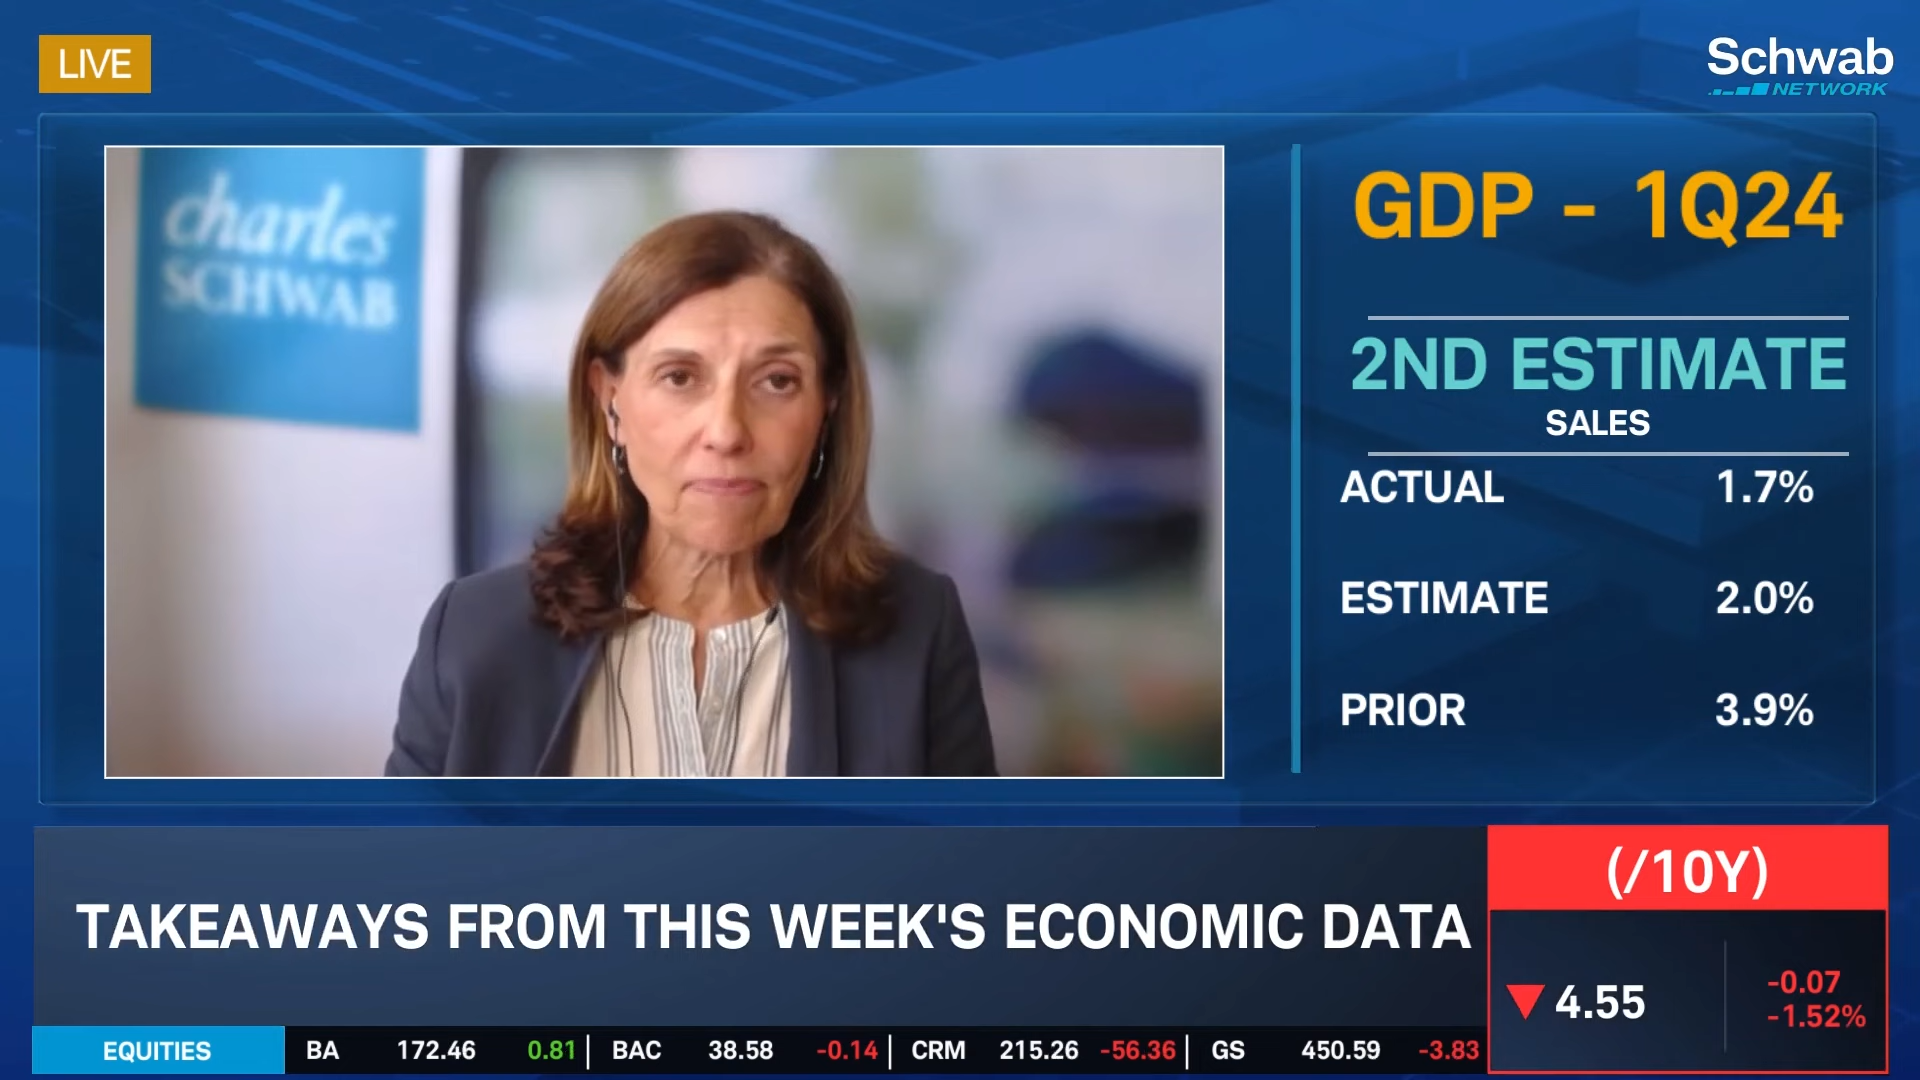 LIVE
Schwab
NETWORK
charles
SCHWAB
GDP - 1Q24
2ND ESTIMATE
SALES
ACTUAL 1.7%
ESTIMATE 2.0%
PRIOR 3.9%
TAKEAWAYS FROM THIS WEEK'S ECONOMIC DATA
(/10Y)
4.55
-0.07
-1.52%
EQUITIES BA 172.46 0.81 BAC 38.58 -0.14 CRM 215.26 -56.36 GS 450.59 -3.83